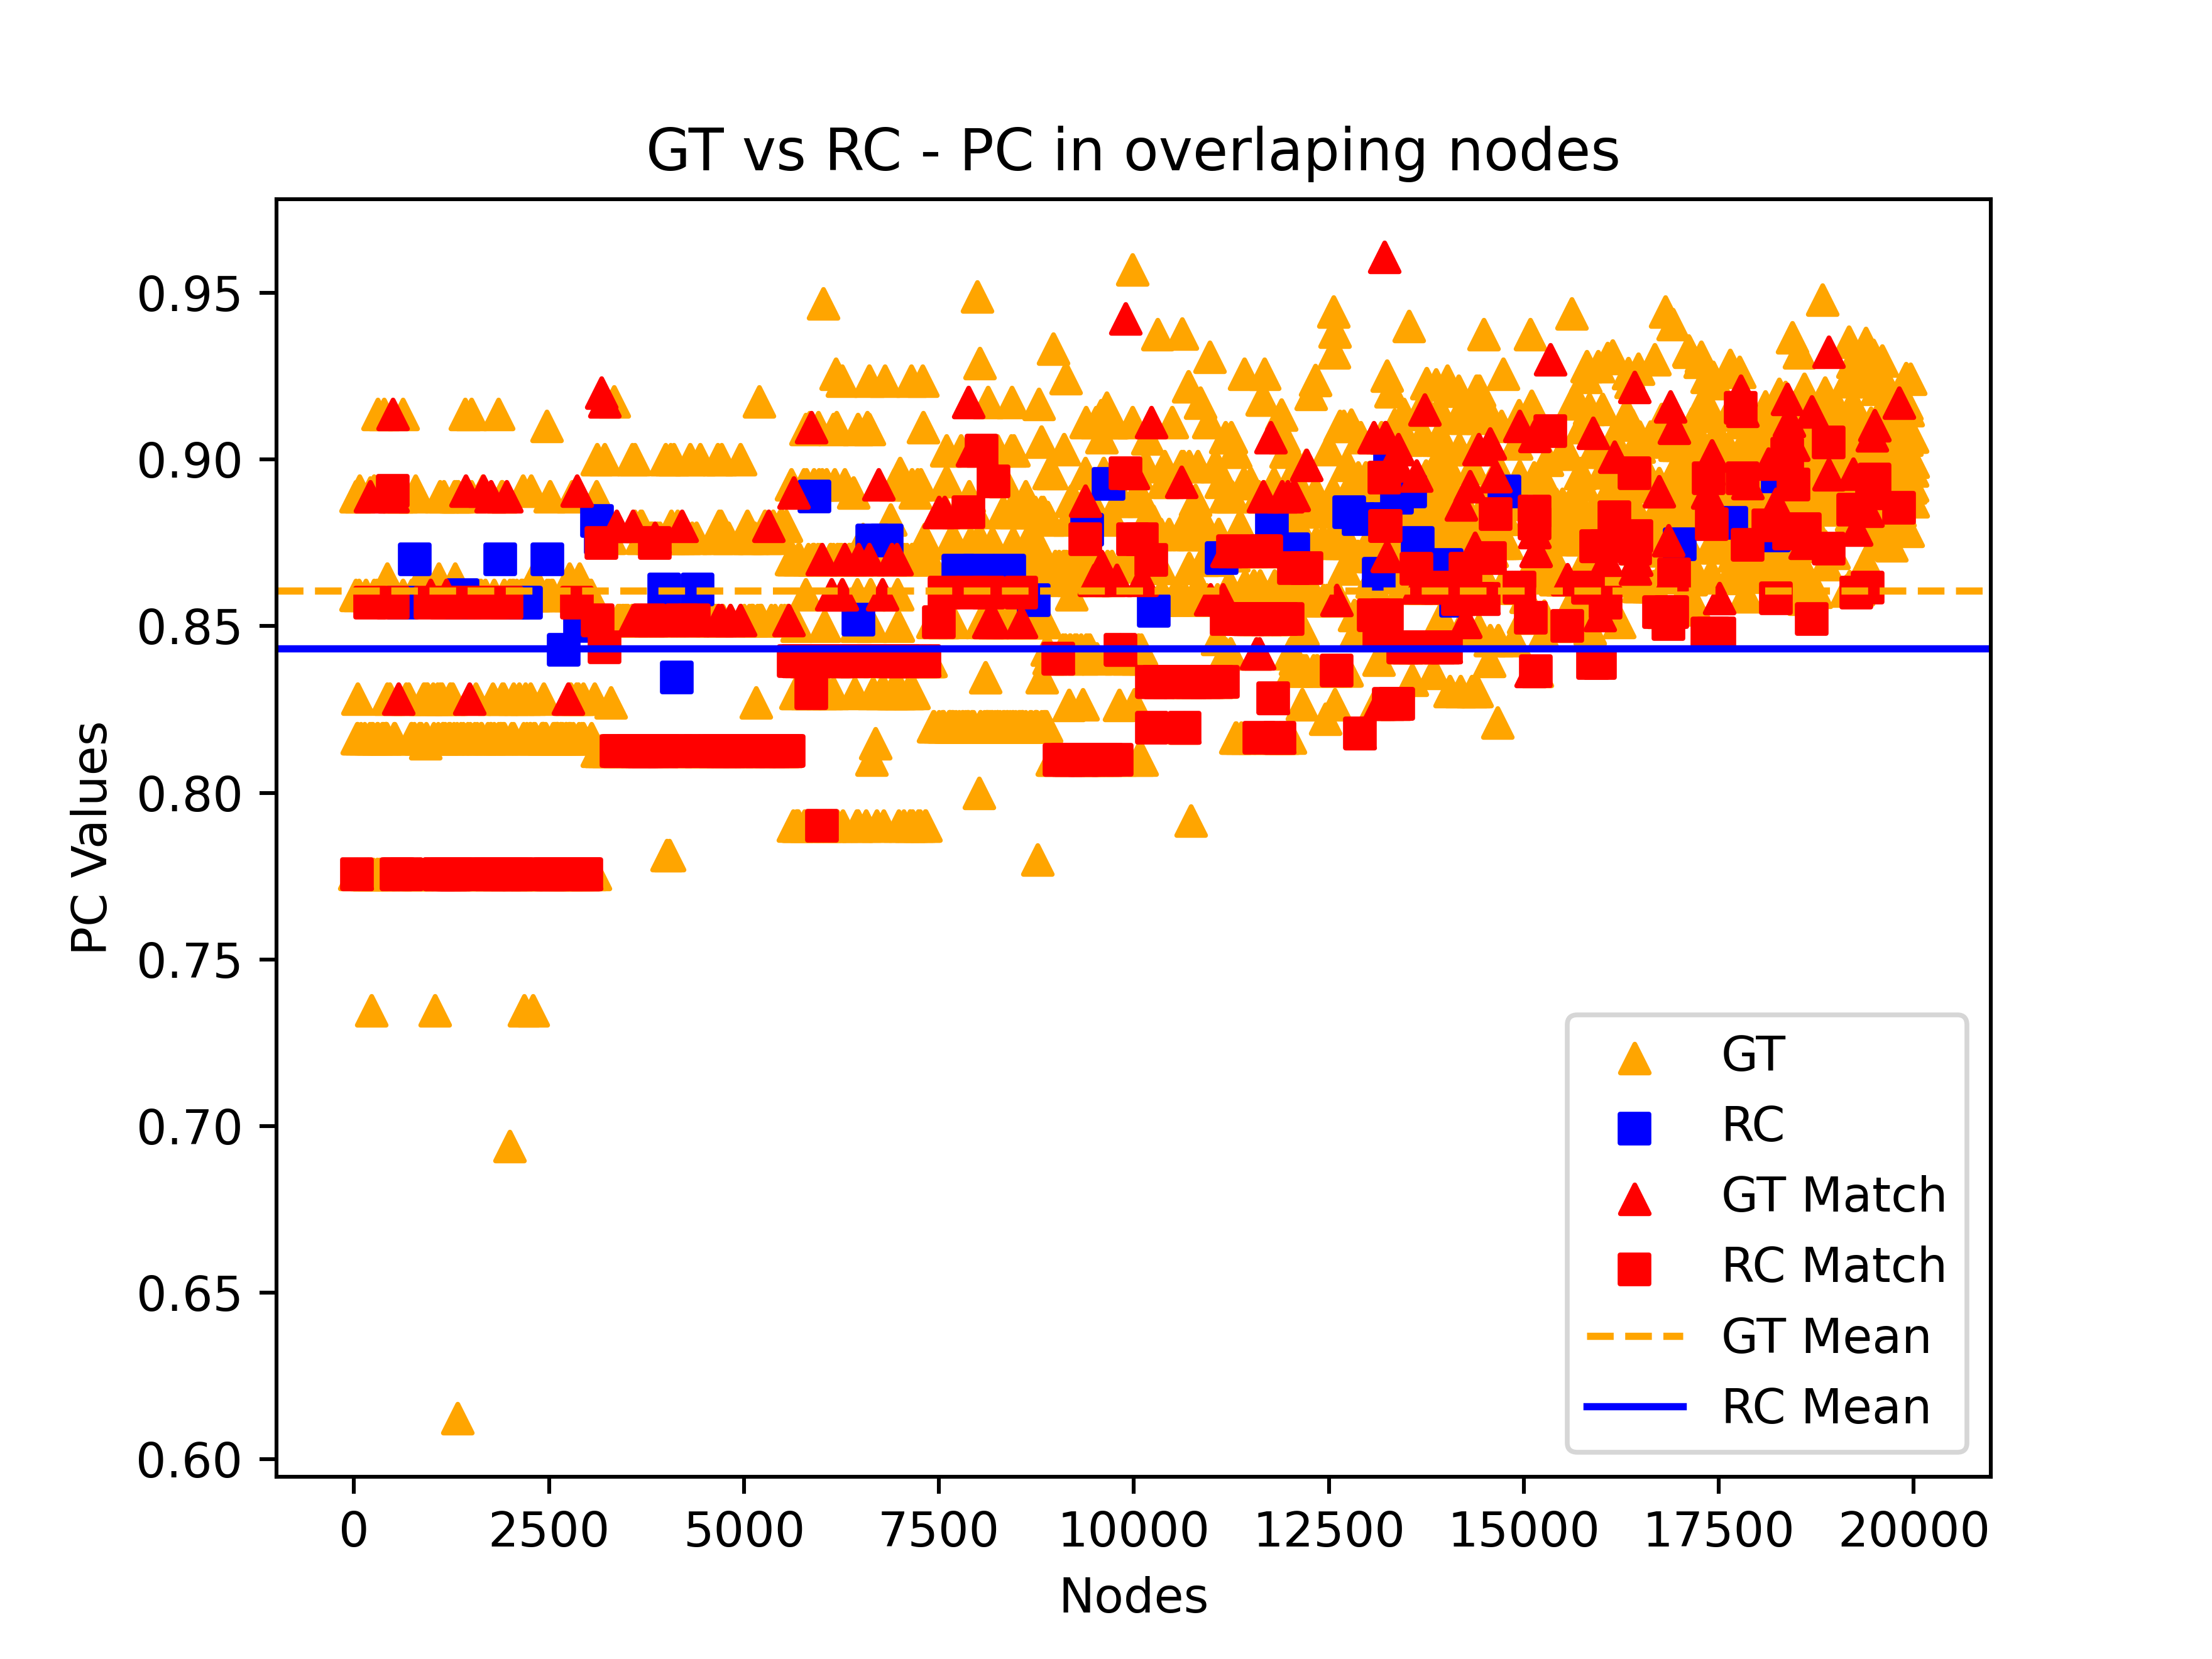 GT vs RC - PC in overlaping nodes
PC Values
0.95
0.90
0.85
0.80
0.75
0.70
0.65
0.60
GT
RC
GT Match
RC Match
GT Mean
RC Mean
0 2500 5000 7500 10000 12500 15000 17500 20000
Nodes